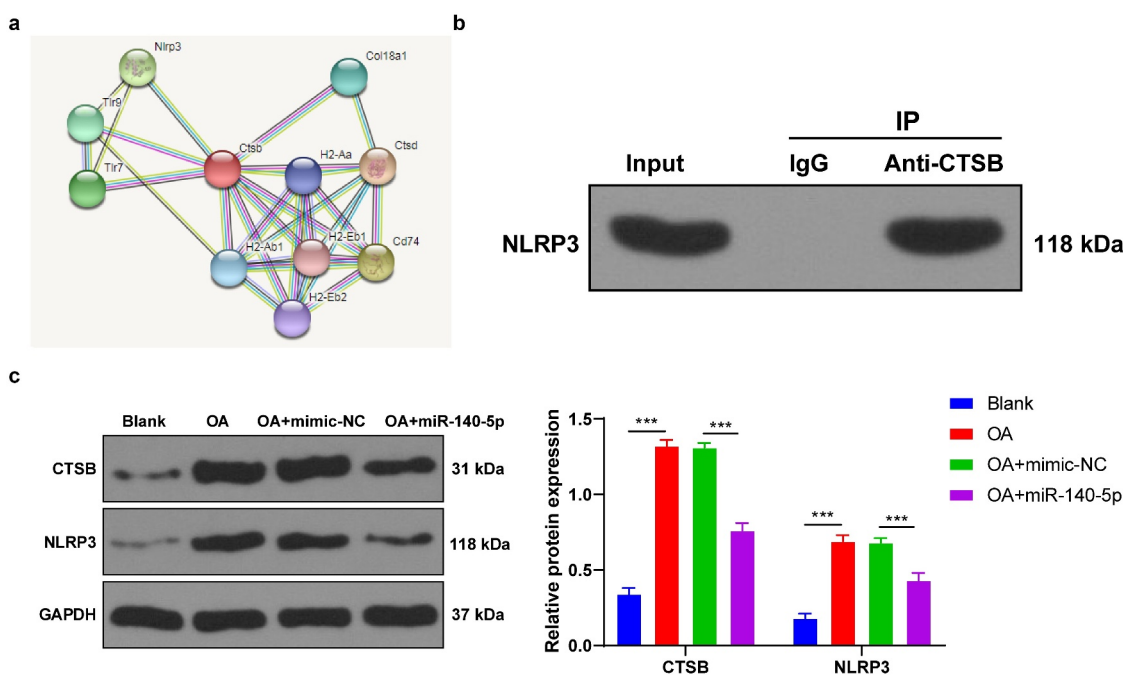 a
Nlrp3
Col18a1
Tlr9
Ctsb
H2-Aa
Ctsd
Tlr7
H2-Ab1
H2-Eb1
Cd74
H2-Eb2
b
IP
Input IgG Anti-CTSB
NLRP3 118 kDa
c
Blank OA OA+mimic-NC OA+miR-140-5p
CTSB 31 kDa
NLRP3 118 kDa
GAPDH 37 kDa
Relative protein expression
1.5
1.0
0.5
0.0
*** ***
*** ***
CTSB NLRP3
Blank
OA
OA+mimic-NC
OA+miR-140-5p